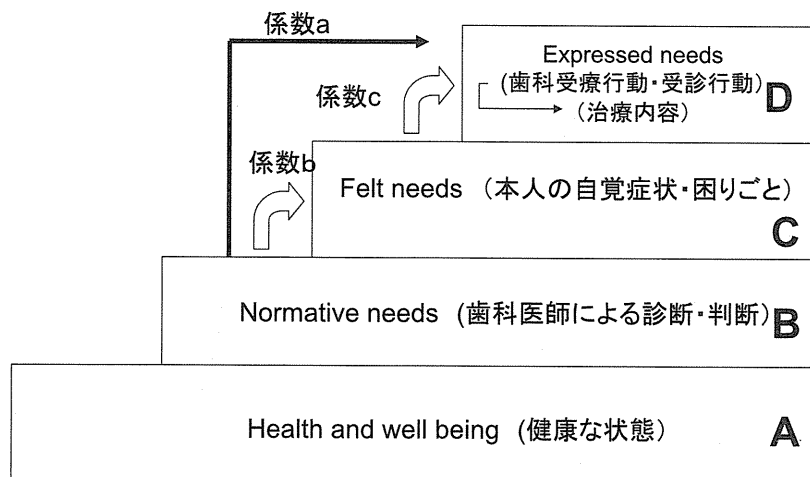 係数a
Expressed needs
(歯科受療行動・受診行動)
(治療内容)
D
係数c
係数b
Felt needs (本人の自覚症状・困りごと)
C
Normative needs (歯科医師による診断・判断)
B
Health and well being (健康な状態)
A